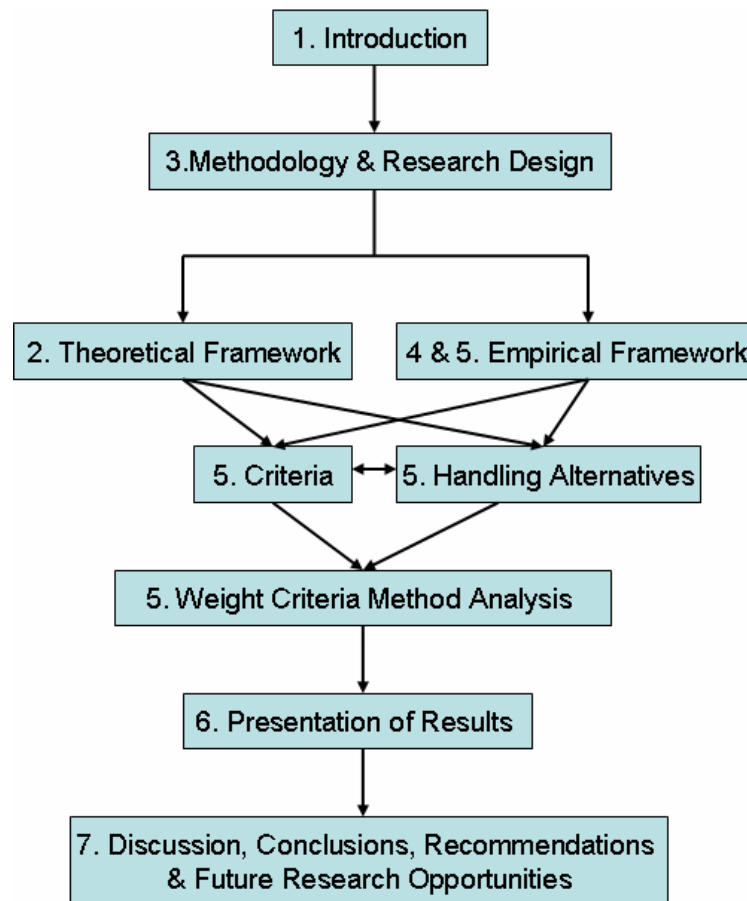 1. Introduction
3.Methodology & Research Design
2. Theoretical Framework
4 & 5. Empirical Framework
5. Criteria
5. Handling Alternatives
5. Weight Criteria Method Analysis
6. Presentation of Results
7. Discussion, Conclusions, Recommendations
& Future Research Opportunities